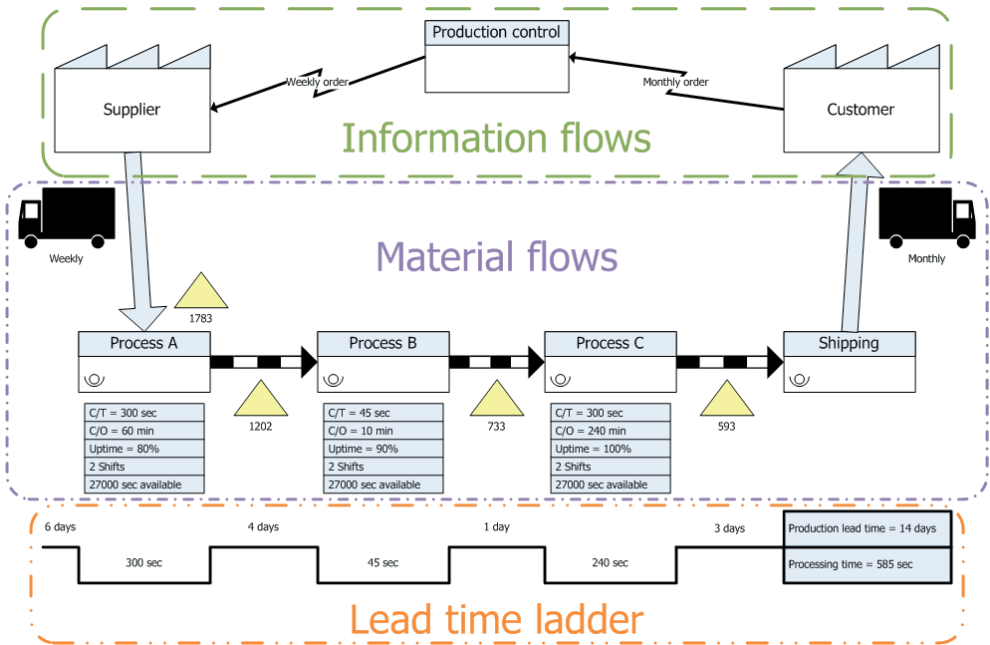 Production control
Supplier
Weekly order
Monthly order
Customer
Information flows
Weekly
Material flows
Monthly
1783
Process A
Process B
Process C
Shipping
1202
733
593
C/T = 300 sec
C/O = 60 min
Uptime = 80%
2 Shifts
27000 sec available
C/T = 45 sec
C/O = 10 min
Uptime = 90%
2 Shifts
27000 sec available
C/T = 300 sec
C/O = 240 min
Uptime = 100%
2 Shifts
27000 sec available
6 days
4 days
1 day
3 days
Production lead time = 14 days
300 sec
45 sec
240 sec
Processing time = 585 sec
Lead time ladder